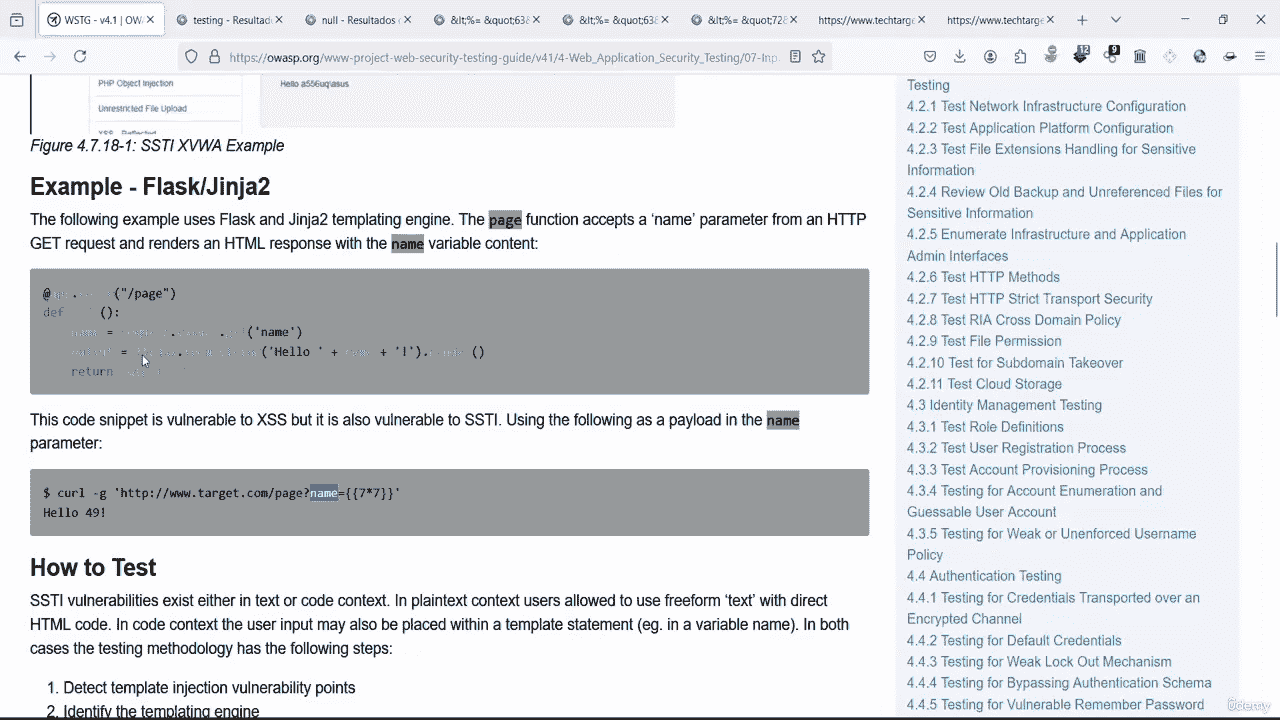 WSTG - v4.1 | OW
testing - Resultad
null - Resultados
&lt;%= &quot;63
&lt;%= &quot;63
&lt;%= &quot;72
https://www.techtarge
https://www.techtarge
https://owasp.org/www-project-web-security-testing-guide/v41/4-Web_Application_Security_Testing/07-Inp
12
9
PHP Object Injection
Hello a556uq\asus
Unrestricted File Upload
XSS - Reflected
Figure 4.7.18-1: SSTI XVWA Example
Example - Flask/Jinja2
The following example uses Flask and Jinja2 templating engine. The page function accepts a ‘name’ parameter from an HTTP
GET request and renders an HTML response with the name variable content:
@ . ("/page")
def ():
= . . ('name')
= . ('Hello ' + + '!'). ()
return
This code snippet is vulnerable to XSS but it is also vulnerable to SSTI. Using the following as a payload in the name
parameter:
$ curl -g 'http://www.target.com/page?name={{7*7}}'
Hello 49!
How to Test
SSTI vulnerabilities exist either in text or code context. In plaintext context users allowed to use freeform ‘text’ with direct
HTML code. In code context the user input may also be placed within a template statement (eg. in a variable name). In both
cases the testing methodology has the following steps:
1. Detect template injection vulnerability points
2. Identify the templating engine
Testing
4.2.1 Test Network Infrastructure Configuration
4.2.2 Test Application Platform Configuration
4.2.3 Test File Extensions Handling for Sensitive
Information
4.2.4 Review Old Backup and Unreferenced Files for
Sensitive Information
4.2.5 Enumerate Infrastructure and Application
Admin Interfaces
4.2.6 Test HTTP Methods
4.2.7 Test HTTP Strict Transport Security
4.2.8 Test RIA Cross Domain Policy
4.2.9 Test File Permission
4.2.10 Test for Subdomain Takeover
4.2.11 Test Cloud Storage
4.3 Identity Management Testing
4.3.1 Test Role Definitions
4.3.2 Test User Registration Process
4.3.3 Test Account Provisioning Process
4.3.4 Testing for Account Enumeration and
Guessable User Account
4.3.5 Testing for Weak or Unenforced Username
Policy
4.4 Authentication Testing
4.4.1 Testing for Credentials Transported over an
Encrypted Channel
4.4.2 Testing for Default Credentials
4.4.3 Testing for Weak Lock Out Mechanism
4.4.4 Testing for Bypassing Authentication Schema
4.4.5 Testing for Vulnerable Remember Password
Udemy